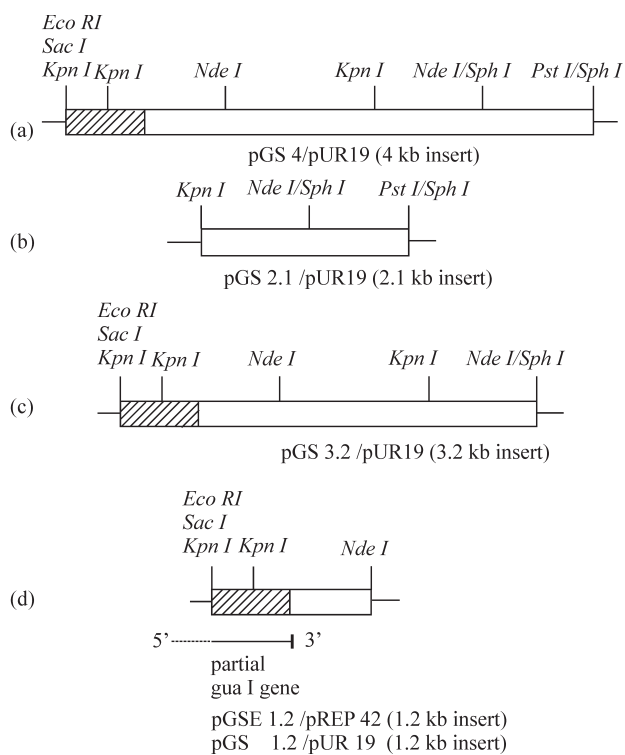 Eco RI
Sac I
Kpn I Kpn I Nde I Kpn I Nde I/Sph I Pst I/Sph I
(a)
pGS 4/pUR19 (4 kb insert)
Kpn I Nde I/Sph I Pst I/Sph I
(b)
pGS 2.1 /pUR19 (2.1 kb insert)
Eco RI
Sac I
Kpn I Kpn I Nde I Kpn I Nde I/Sph I
(c)
pGS 3.2 /pUR19 (3.2 kb insert)
Eco RI
Sac I
Kpn I Kpn I Nde I
(d)
5’ 3’
partial
gua I gene
pGSE 1.2 /pREP 42 (1.2 kb insert)
pGS 1.2 /pUR 19 (1.2 kb insert)